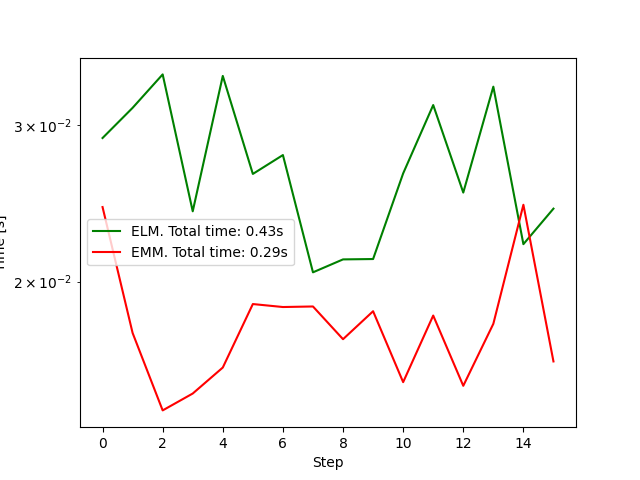 3 × 10⁻²
2 × 10⁻²
ELM. Total time: 0.43s
EMM. Total time: 0.29s
0 2 4 6 8 10 12 14
Step